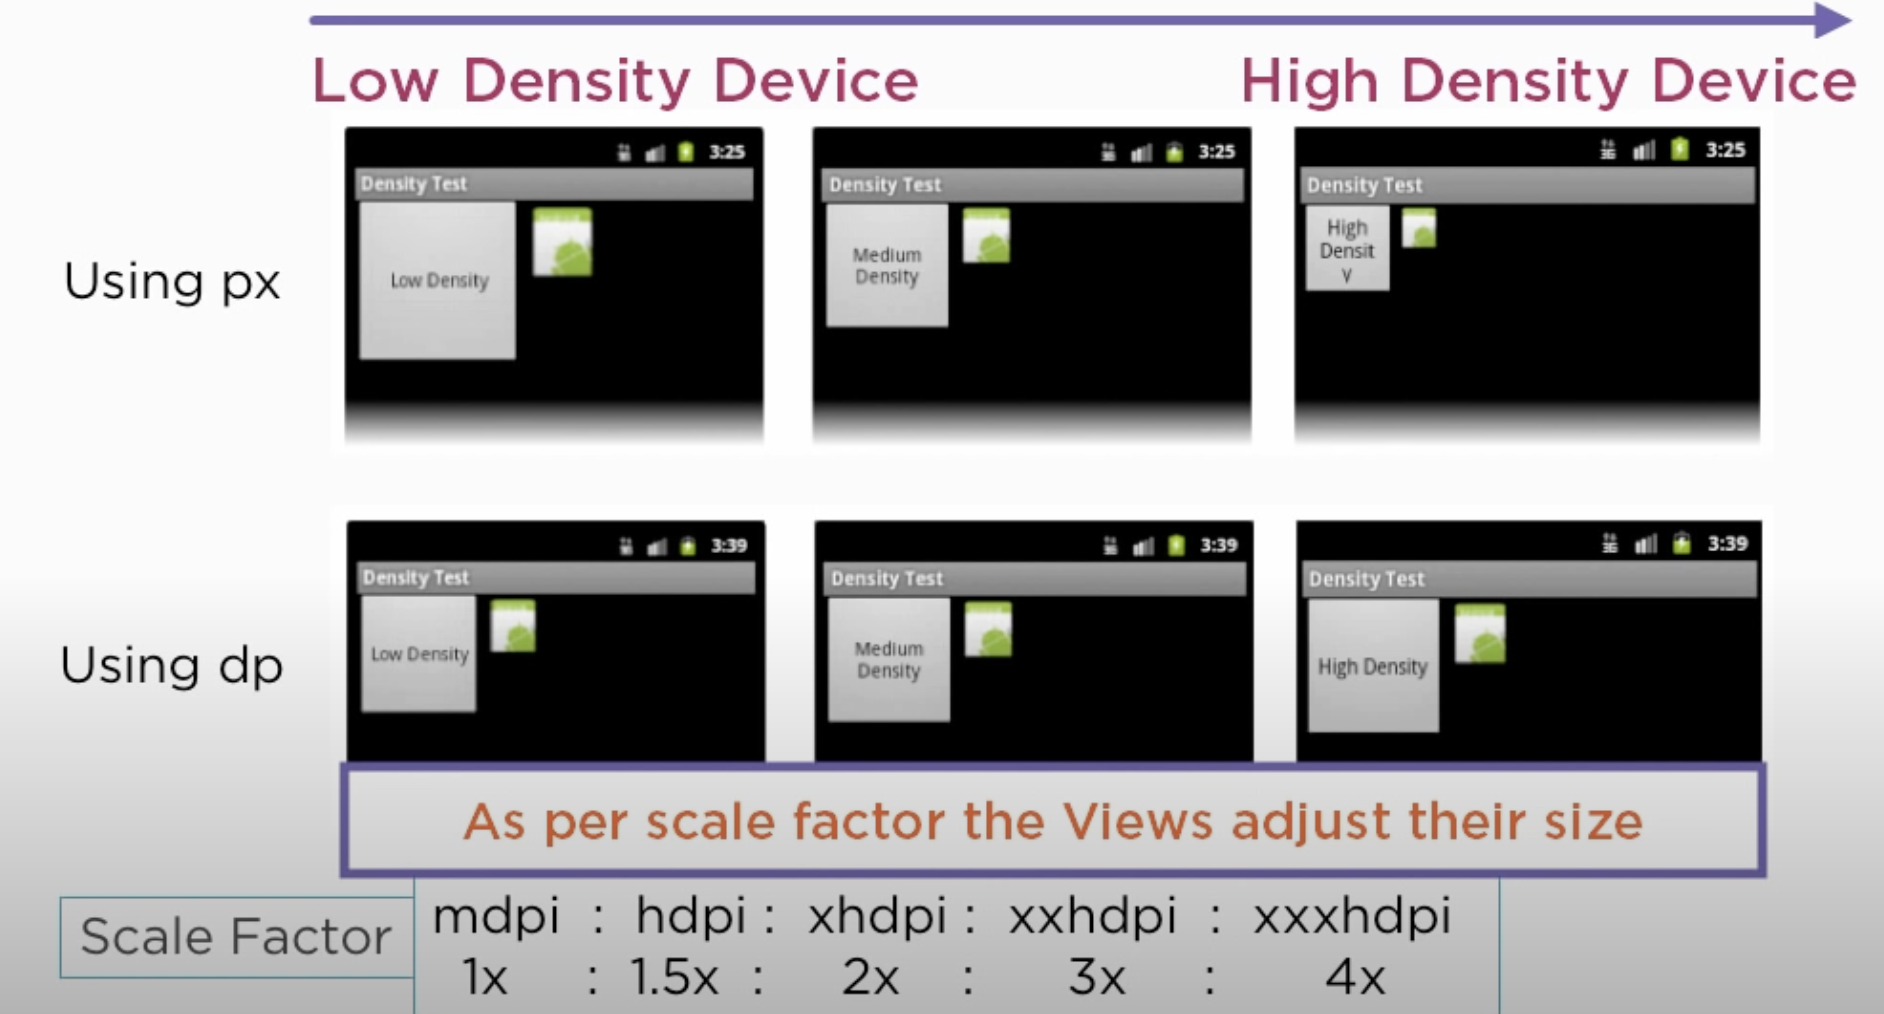 Low Density Device
High Density Device
Using px
3:25
Density Test
Low Density
3:25
Density Test
Medium
Density
3:25
Density Test
High
Densit
y
Using dp
3:39
Density Test
Low Density
3:39
Density Test
Medium
Density
3:39
Density Test
High Density
As per scale factor the Views adjust their size
Scale Factor
mdpi : hdpi : xhdpi : xxhdpi : xxxhdpi
1x : 1.5x : 2x : 3x : 4x